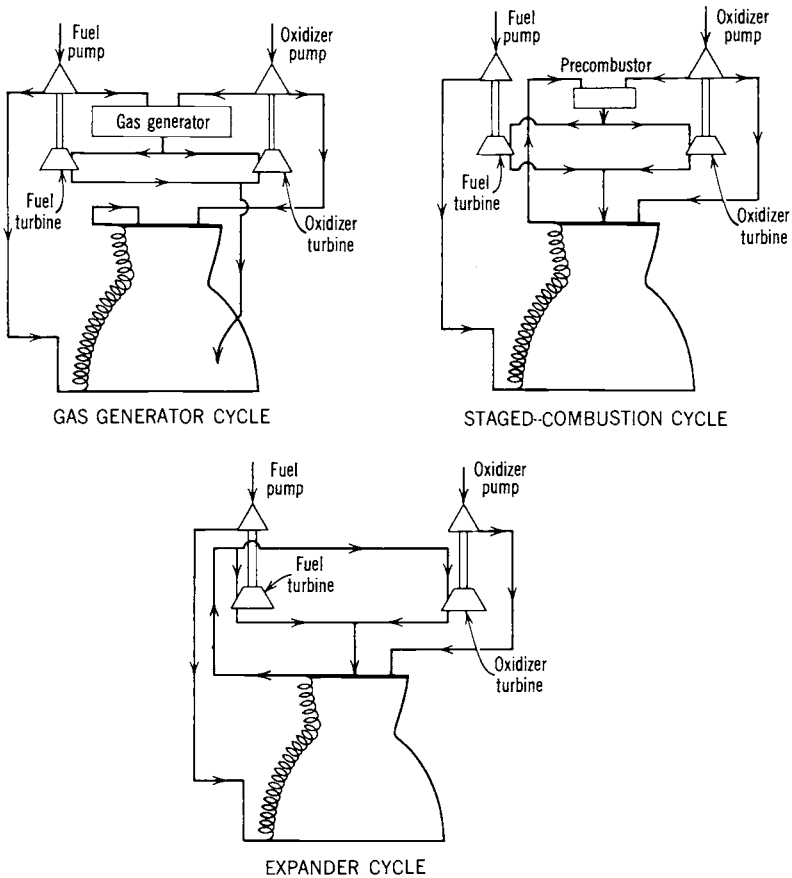 Fuel
pump
Oxidizer
pump
Gas generator
Fuel
turbine
Oxidizer
turbine
GAS GENERATOR CYCLE
Fuel
pump
Oxidizer
pump
Precombustor
Fuel
turbine
Oxidizer
turbine
STAGED--COMBUSTION CYCLE
Fuel
pump
Oxidizer
pump
Fuel
turbine
Oxidizer
turbine
EXPANDER CYCLE